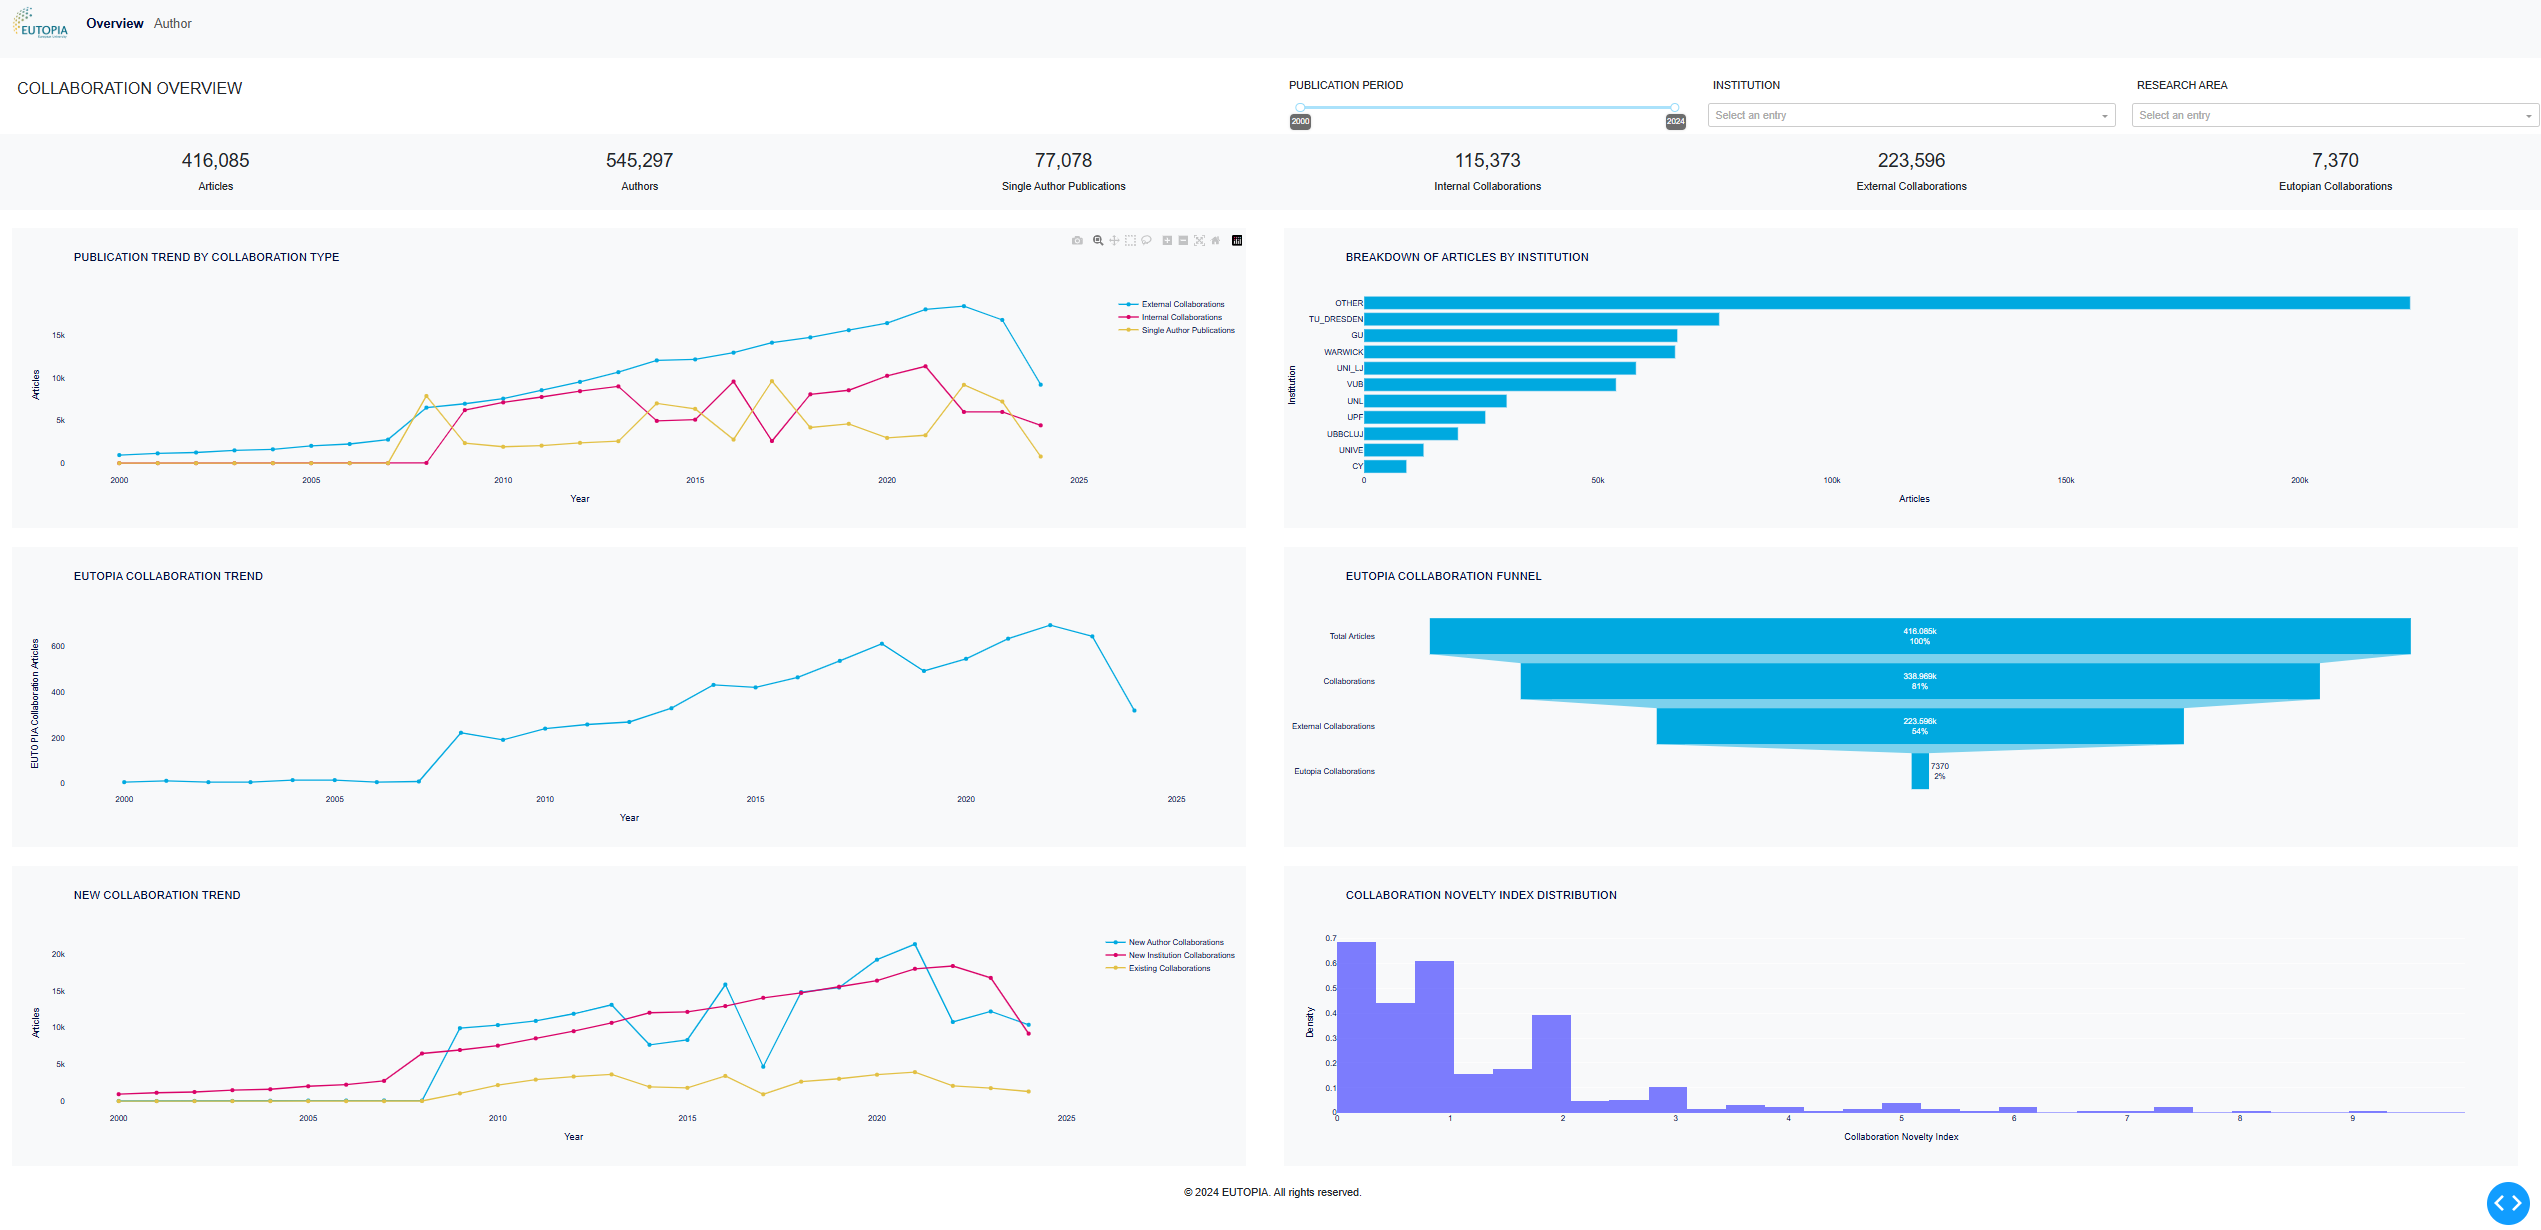 EUTOPIA
Overview Author
COLLABORATION OVERVIEW
PUBLICATION PERIOD
2000 2024
INSTITUTION
Select an entry
RESEARCH AREA
Select an entry
416,085
Articles
545,297
Authors
77,078
Single Author Publications
115,373
Internal Collaborations
223,596
External Collaborations
7,370
Eutopian Collaborations
PUBLICATION TREND BY COLLABORATION TYPE
External Collaborations
Internal Collaborations
Single Author Publications
15k
10k
5k
0
Articles
2000 2005 2010 2015 2020 2025
Year
BREAKDOWN OF ARTICLES BY INSTITUTION
OTHER
TU_DRESDEN
GU
WARWICK
UNI_LJ
VUB
UNL
UPF
UBBCLUJ
UNIVE
CY
Institution
0 50k 100k 150k 200k
Articles
EUTOPIA COLLABORATION TREND
600
400
200
0
EUTOPIA Collaboration Articles
2000 2005 2010 2015 2020 2025
Year
EUTOPIA COLLABORATION FUNNEL
Total Articles
416.085k
100%
Collaborations
338.969k
81%
External Collaborations
223.596k
54%
Eutopia Collaborations
7370
2%
NEW COLLABORATION TREND
New Author Collaborations
New Institution Collaborations
Existing Collaborations
20k
15k
10k
5k
0
Articles
2000 2005 2010 2015 2020 2025
Year
COLLABORATION NOVELTY INDEX DISTRIBUTION
0.7
0.6
0.5
0.4
0.3
0.2
0.1
0
Density
0 1 2 3 4 5 6 7 8 9
Collaboration Novelty Index
© 2024 EUTOPIA. All rights reserved.